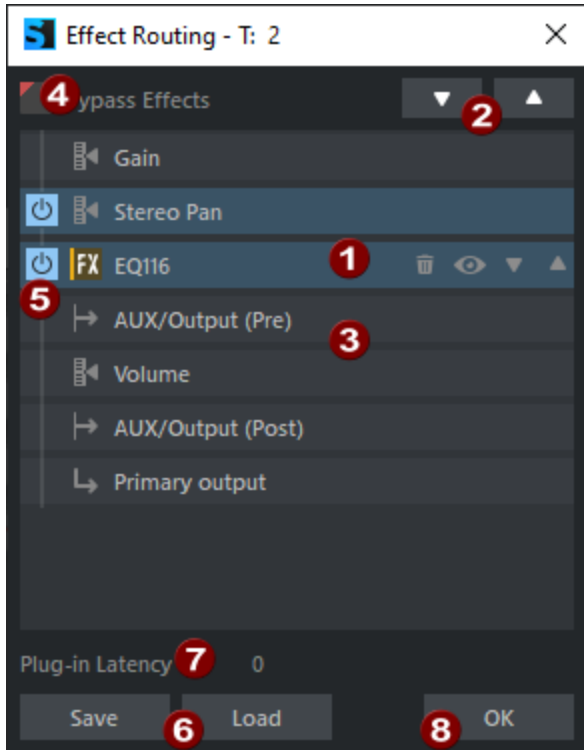 Effect Routing - T: 2
4 ypass Effects 2
Gain
Stereo Pan
FX EQ116 1
5
AUX/Output (Pre)
3
Volume
AUX/Output (Post)
Primary output
Plug-in Latency 7 0
Save 6 Load 8 OK